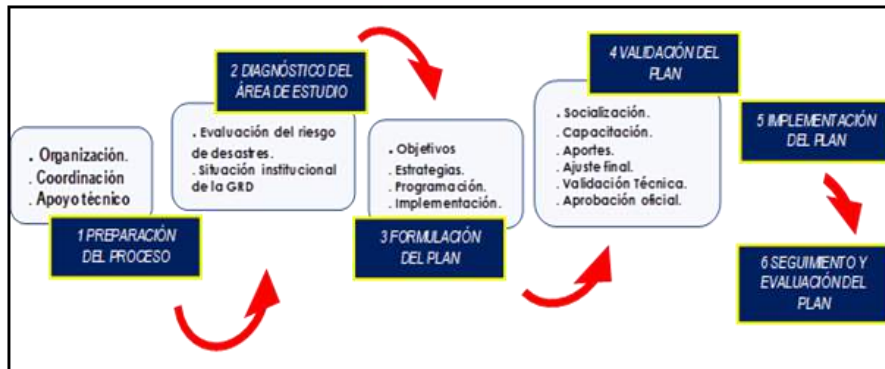 . Organización.
. Coordinación
. Apoyo técnico
1 PREPARACIÓN
DEL PROCESO
2 DIAGNÓSTICO DEL
ÁREA DE ESTUDIO
. Evaluación del riesgo
de desastres.
. Situación institucional
de la GRD
. Objetivos
. Estrategias.
. Programación.
. Implementación.
3 FORMULACIÓN
DEL PLAN
4 VALIDACIÓN DEL
PLAN
. Socialización.
. Capacitación.
. Aportes.
. Ajuste final.
. Validación Técnica.
. Aprobación oficial.
5 IMPLEMENTACIÓN
DEL PLAN
6 SEGUIMIENTO Y
EVALUACIÓN DEL
PLAN